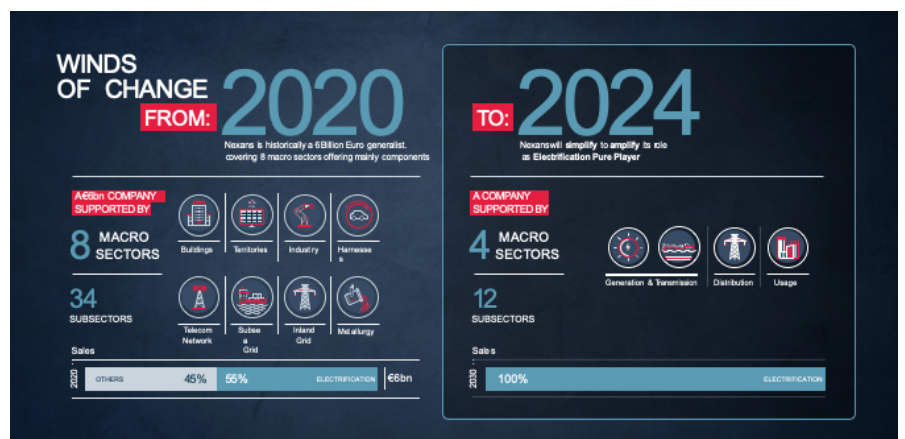 WINDS
OF CHANGE
FROM: 2020
Nexans is historically a 6 Billion Euro generalist,
covering 8 macro sectors offering mainly components
A €6bn COMPANY
SUPPORTED BY
8 MACRO
SECTORS
Buildings
Territories
Industry
Harnesse
s
34
SUBSECTORS
Telecom
Network
Subse
a
Grid
Inland
Grid
Metallurgy
Sales
2020
OTHERS 45% 55% ELECTRIFICATION €6bn
TO: 2024
Nexans will simplify to amplify its role
as Electrification Pure Player
A COMPANY
SUPPORTED BY
4 MACRO
SECTORS
Generation & Transmission
Distribution
Usage
12
SUBSECTORS
Sales
2030
100% ELECTRIFICATION